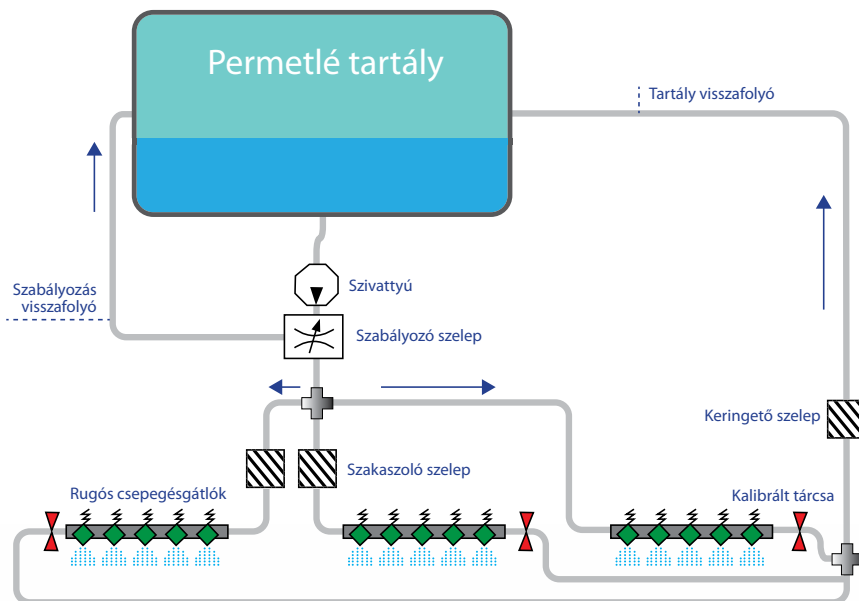 Permetlé tartály
Tartály visszafolyó
Szivattyú
Szabályozás
visszafolyó
Szabályozó szelep
Keringető szelep
Szakaszoló szelep
Rugós csepegésgátlók
Kalibrált tárcsa